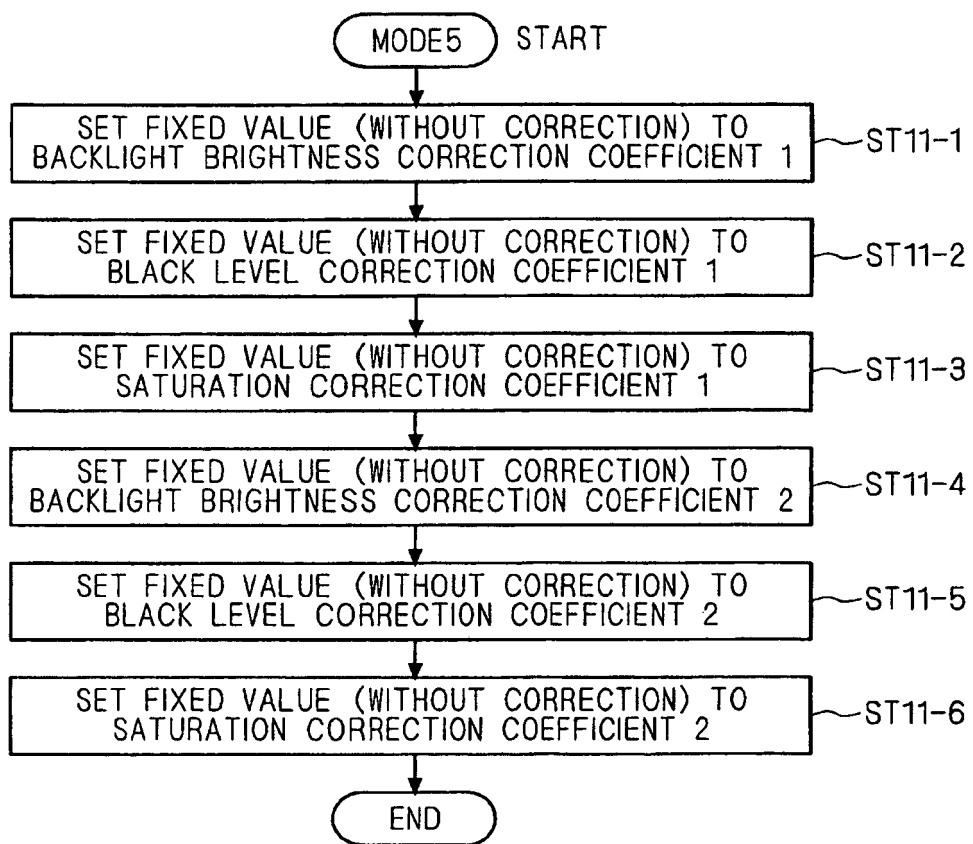 MODE5 START
SET FIXED VALUE (WITHOUT CORRECTION) TO
BACKLIGHT BRIGHTNESS CORRECTION COEFFICIENT 1
ST11-1
SET FIXED VALUE (WITHOUT CORRECTION) TO
BLACK LEVEL CORRECTION COEFFICIENT 1
ST11-2
SET FIXED VALUE (WITHOUT CORRECTION) TO
SATURATION CORRECTION COEFFICIENT 1
ST11-3
SET FIXED VALUE (WITHOUT CORRECTION) TO
BACKLIGHT BRIGHTNESS CORRECTION COEFFICIENT 2
ST11-4
SET FIXED VALUE (WITHOUT CORRECTION) TO
BLACK LEVEL CORRECTION COEFFICIENT 2
ST11-5
SET FIXED VALUE (WITHOUT CORRECTION) TO
SATURATION CORRECTION COEFFICIENT 2
ST11-6
END